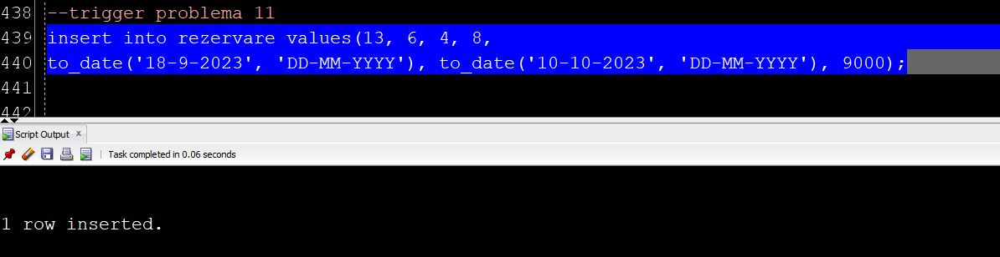 438 --trigger problema 11
439 insert into rezervare values(13, 6, 4, 8,
440 to_date('18-9-2023', 'DD-MM-YYYY'), to_date('10-10-2023', 'DD-MM-YYYY'), 9000);
441
442
Script Output x
Task completed in 0.06 seconds
1 row inserted.